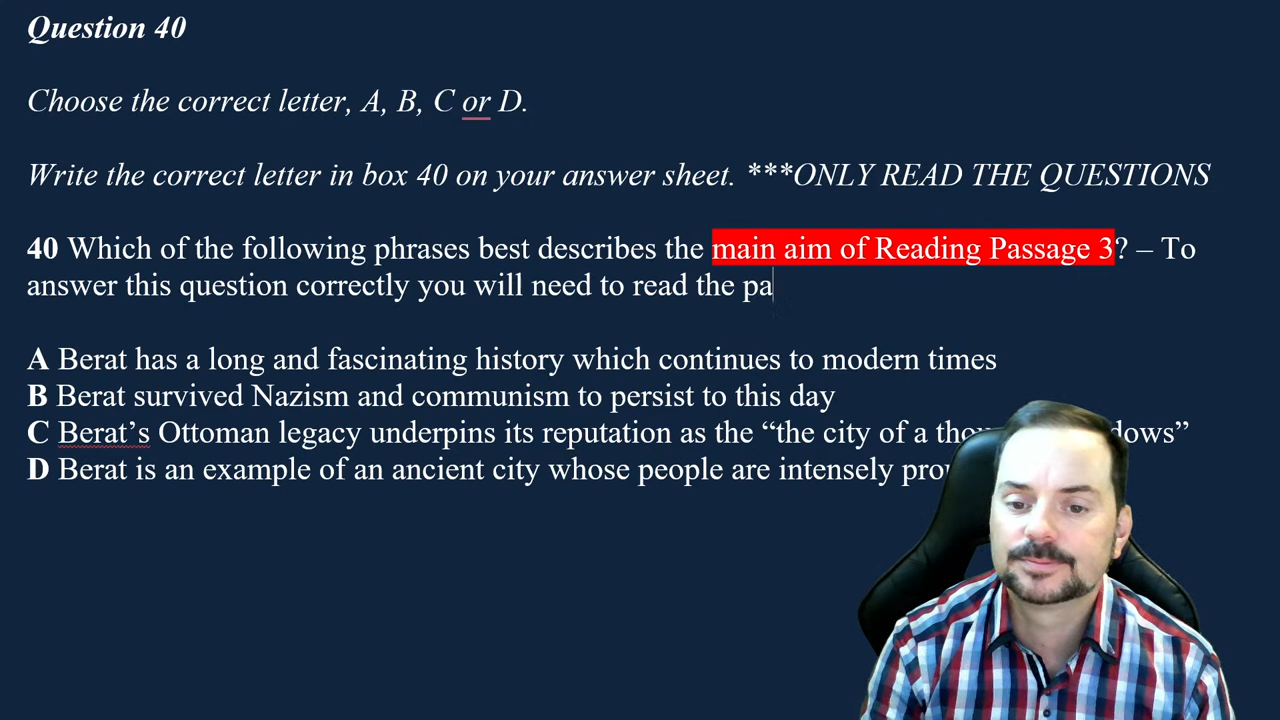 Question 40
Choose the correct letter, A, B, C or D.
Write the correct letter in box 40 on your answer sheet. ***ONLY READ THE QUESTIONS
40 Which of the following phrases best describes the main aim of Reading Passage 3? – To
answer this question correctly you will need to read the pa
A Berat has a long and fascinating history which continues to modern times
B Berat survived Nazism and communism to persist to this day
C Berat's Ottoman legacy underpins its reputation as the “the city of a
D Berat is an example of an ancient city whose people are intensely